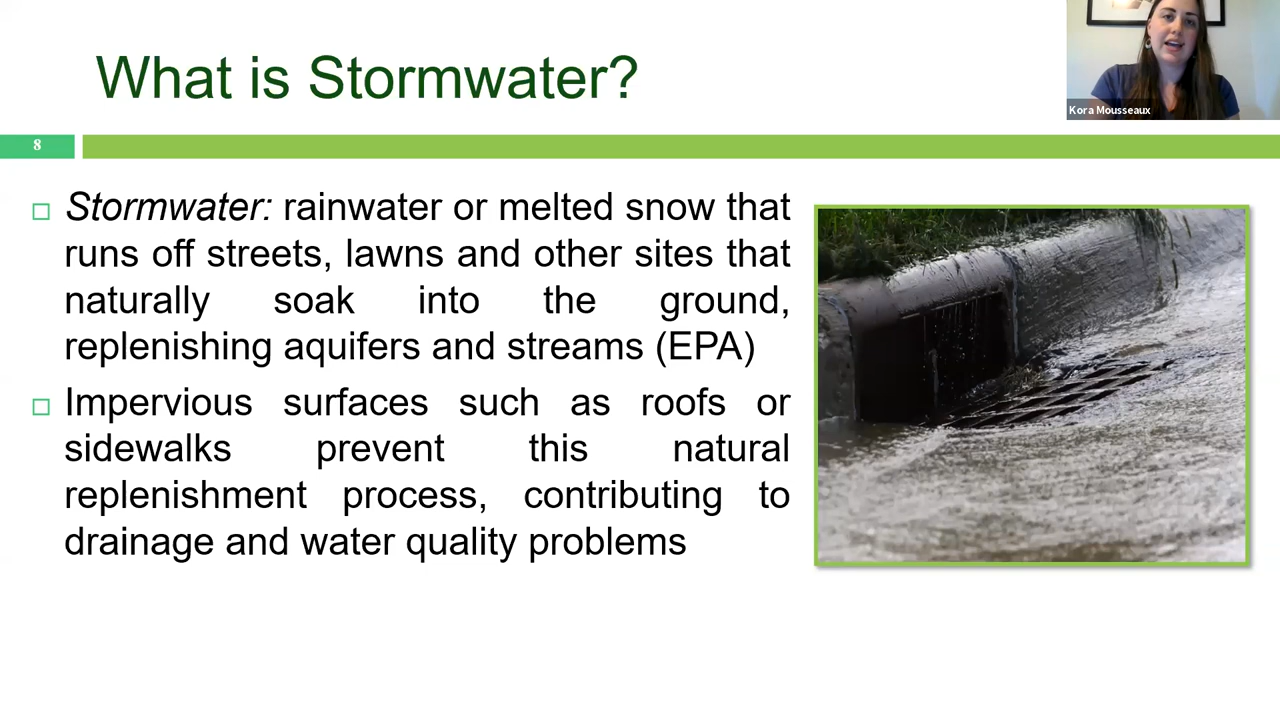 What is Stormwater?
Kora Mousseaux
8
Stormwater: rainwater or melted snow that
runs off streets, lawns and other sites that
naturally soak into the ground,
replenishing aquifers and streams (EPA)
Impervious surfaces such as roofs or
sidewalks prevent this natural
replenishment process, contributing to
drainage and water quality problems